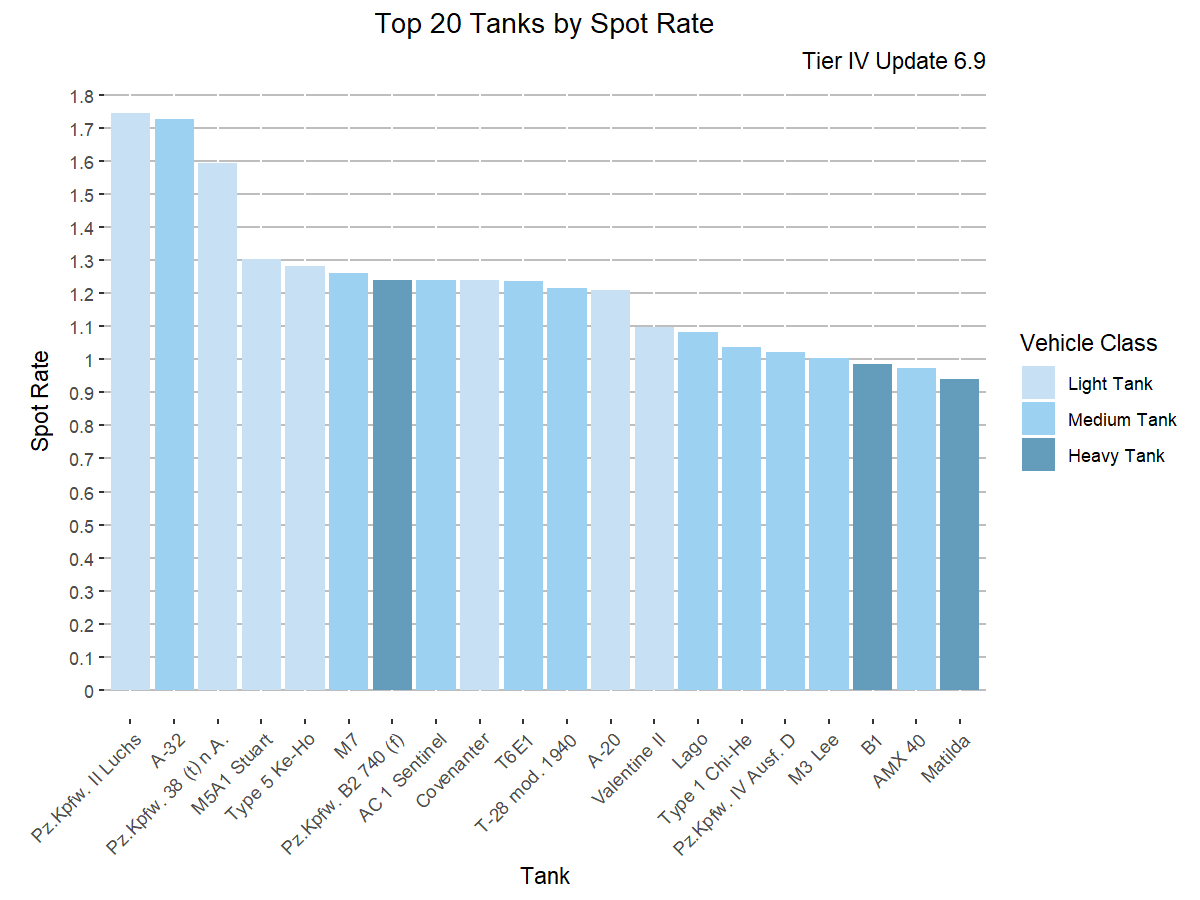 Top 20 Tanks by Spot Rate
Tier IV Update 6.9
Spot Rate
1.8
1.7
1.6
1.5
1.4
1.3
1.2
1.1
1
0.9
0.8
0.7
0.6
0.5
0.4
0.3
0.2
0.1
0
Pz.Kpfw. II Luchs
A-32
Pz.Kpfw. 38 (t) n.A.
M5A1 Stuart
Type 5 Ke-Ho
M7
Pz.Kpfw. B2 740 (f)
AC 1 Sentinel
Covenanter
T6E1
T-28 mod. 1940
A-20
Valentine II
Lago
Type 1 Chi-He
Pz.Kpfw. IV Ausf. D
M3 Lee
B1
AMX 40
Matilda
Tank
Vehicle Class
Light Tank
Medium Tank
Heavy Tank